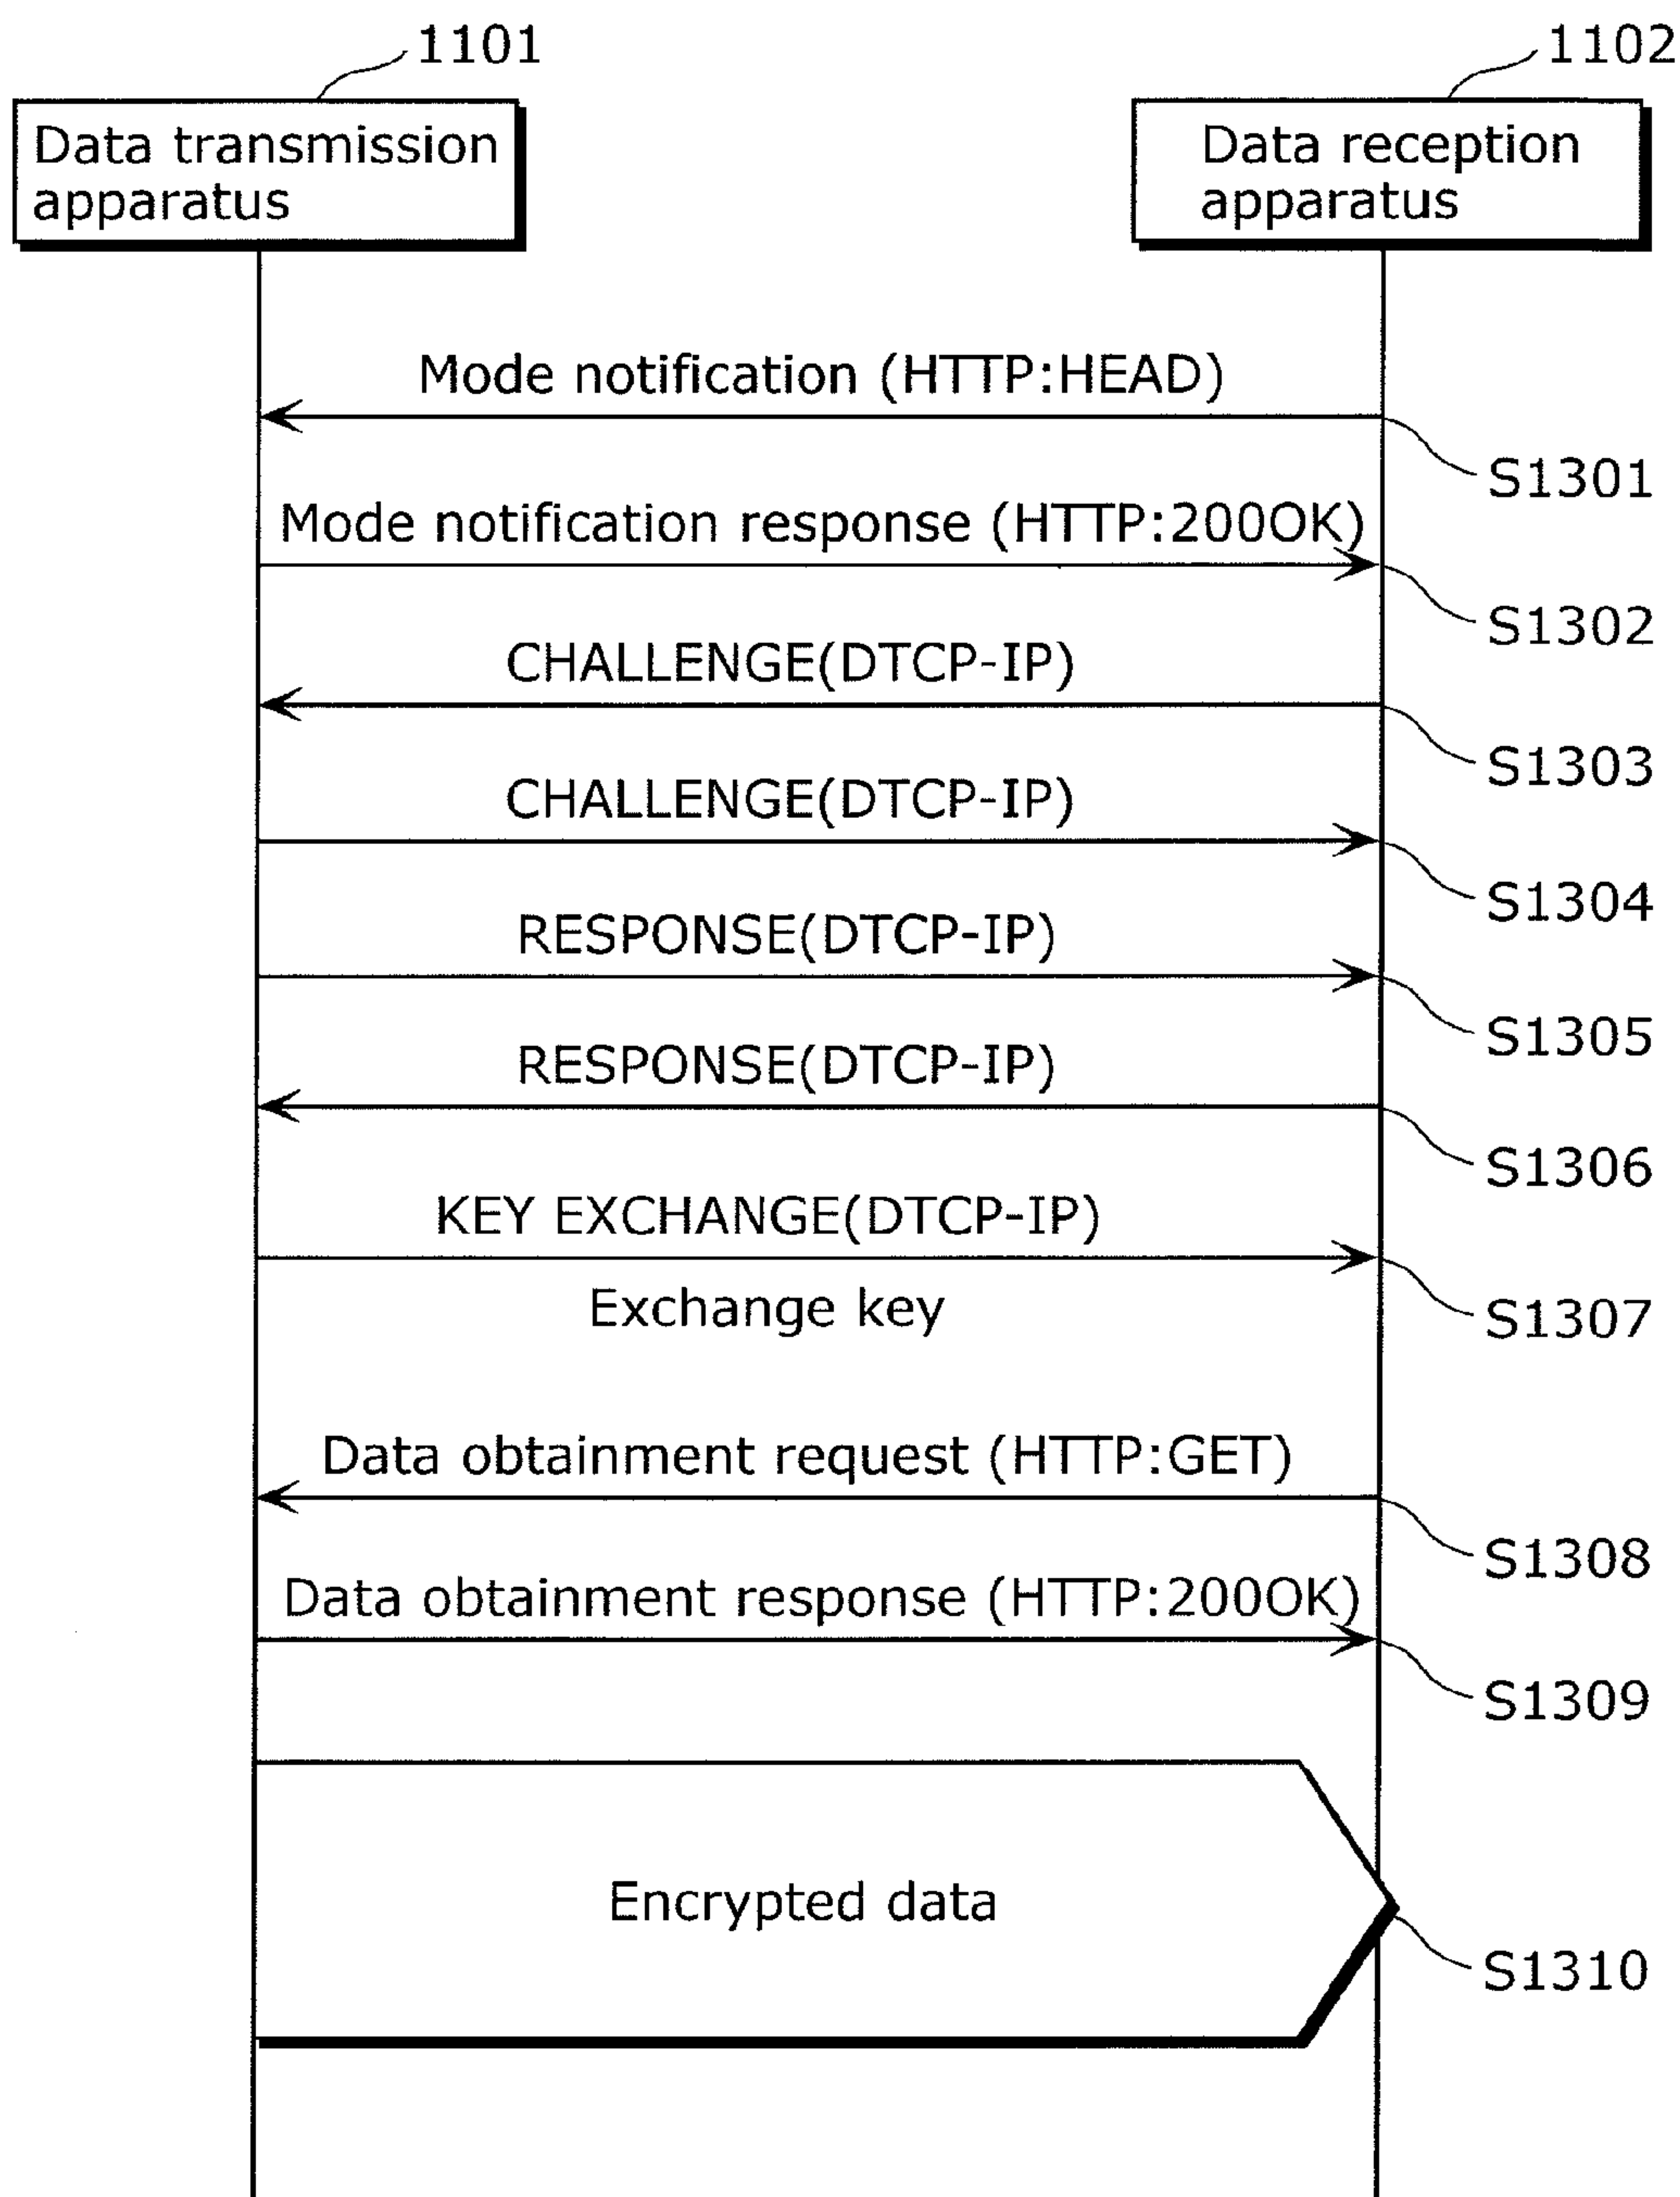 1101
1102
Data transmission
apparatus
Data reception
apparatus
Mode notification (HTTP:HEAD)
S1301
Mode notification response (HTTP:200OK)
S1302
CHALLENGE(DTCP-IP)
S1303
CHALLENGE(DTCP-IP)
S1304
RESPONSE(DTCP-IP)
S1305
RESPONSE(DTCP-IP)
S1306
KEY EXCHANGE(DTCP-IP)
Exchange key
S1307
Data obtainment request (HTTP:GET)
S1308
Data obtainment response (HTTP:200OK)
S1309
Encrypted data
S1310